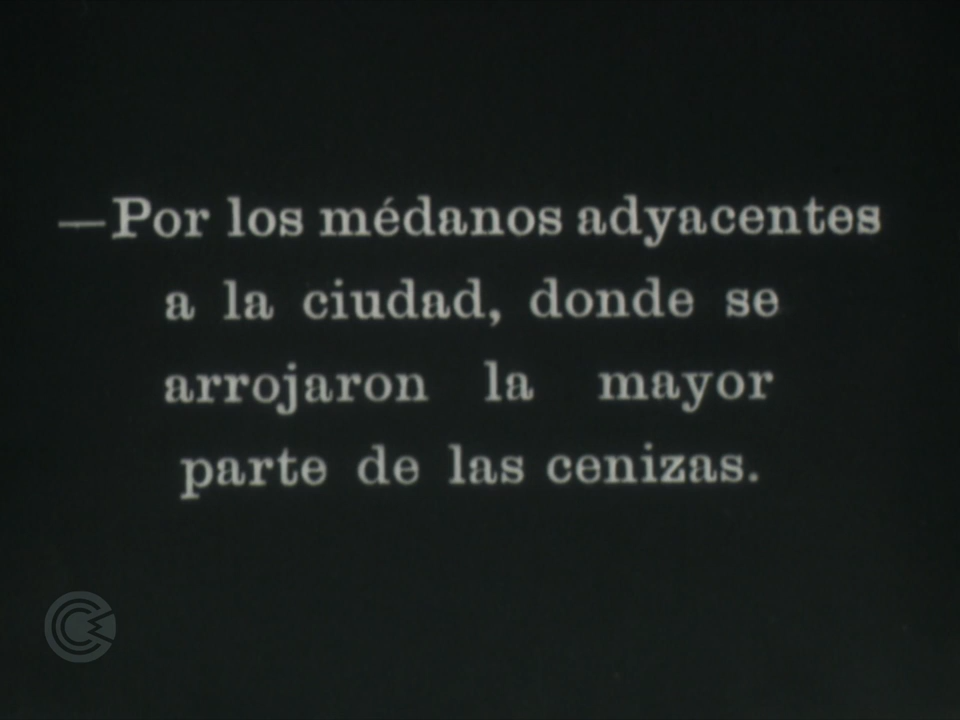 —Por los médanos adyacentes
a la ciudad, donde se
arrojaron la mayor
parte de las cenizas.